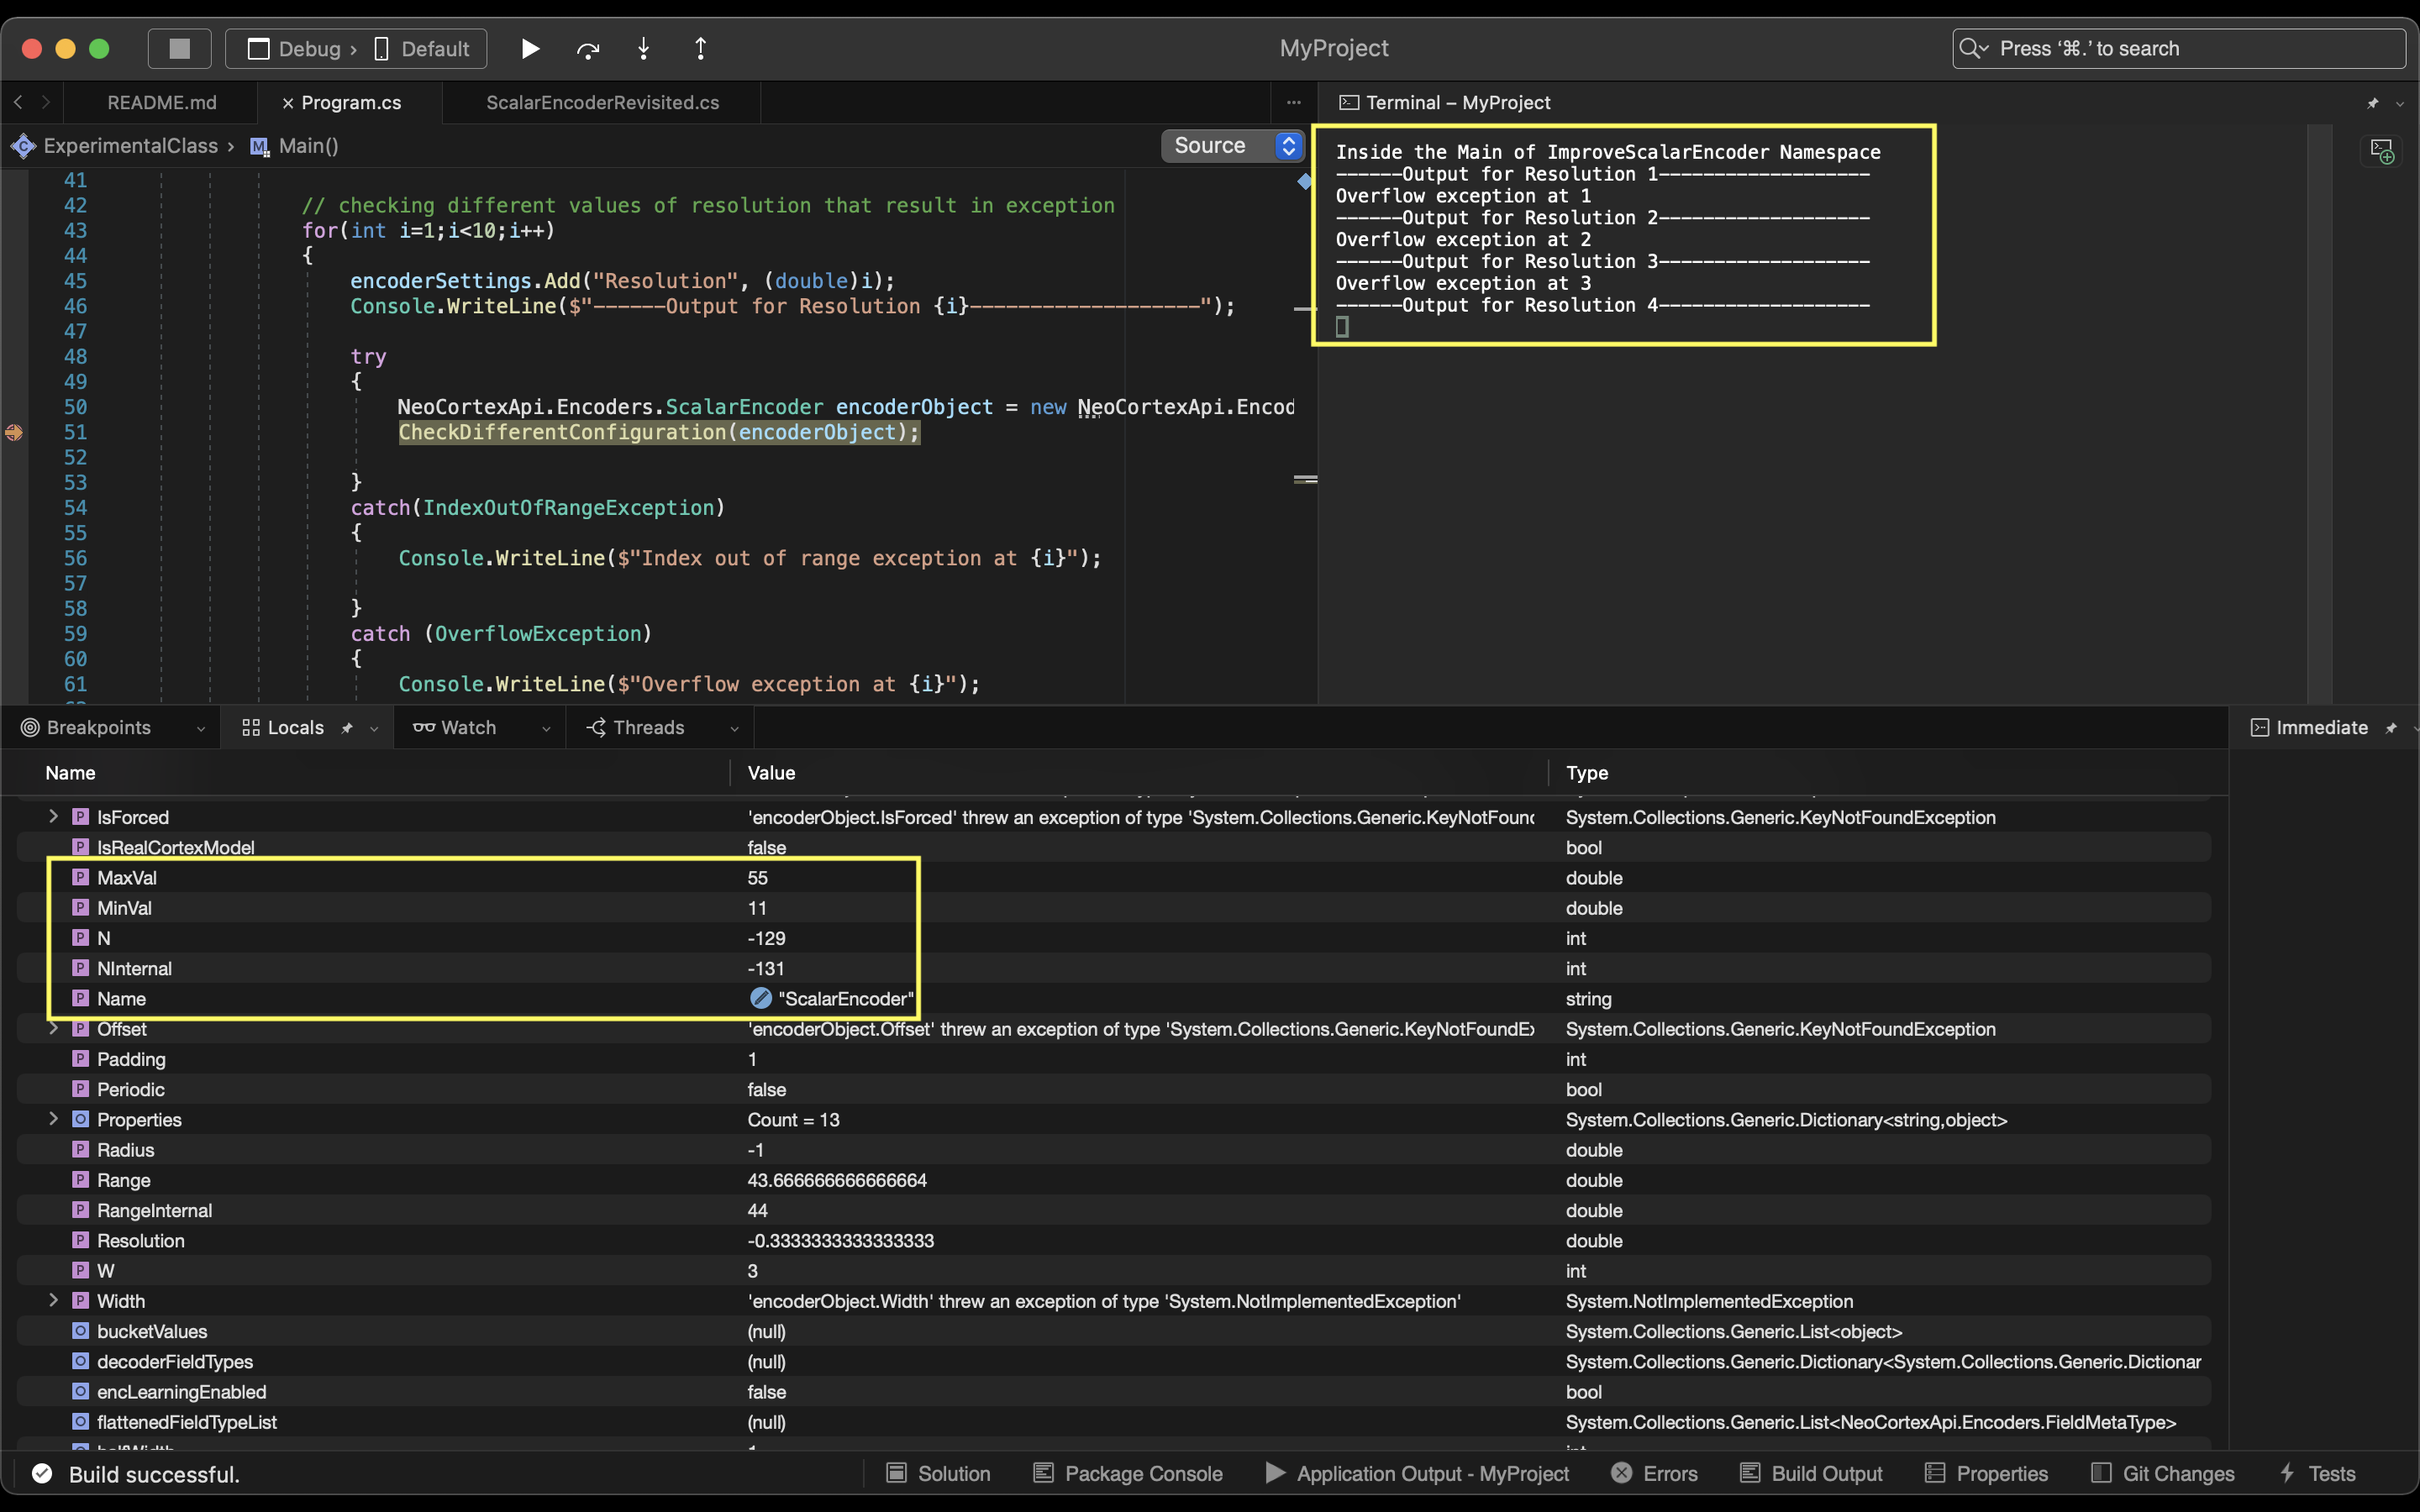 Debug › Default
MyProject
Press ‘⌘.’ to search
README.md
× Program.cs
ScalarEncoderRevisited.cs
...
Terminal – MyProject
ExperimentalClass › M Main()
Source
41
42 // checking different values of resolution that result in exception
43 for(int i=1;i<10;i++)
44 {
45 encoderSettings.Add("Resolution", (double)i);
46 Console.WriteLine($"------Output for Resolution {i}-------------------");
47
48 try
49 {
50 NeoCortexApi.Encoders.ScalarEncoder encoderObject = new NeoCortexApi.Encod
51 CheckDifferentConfiguration(encoderObject);
52
53 }
54 catch(IndexOutOfRangeException)
55 {
56 Console.WriteLine($"Index out of range exception at {i}");
57
58 }
59 catch (OverflowException)
60 {
61 Console.WriteLine($"Overflow exception at {i}");
Inside the Main of ImproveScalarEncoder Namespace
------Output for Resolution 1-------------------
Overflow exception at 1
------Output for Resolution 2-------------------
Overflow exception at 2
------Output for Resolution 3-------------------
Overflow exception at 3
------Output for Resolution 4-------------------
Breakpoints
Locals
Watch
Threads
Immediate
Name Value Type
P IsForced 'encoderObject.IsForced' threw an exception of type 'System.Collections.Generic.KeyNotFound System.Collections.Generic.KeyNotFoundException
P IsRealCortexModel false bool
P MaxVal 55 double
P MinVal 11 double
P N -129 int
P NInternal -131 int
P Name "ScalarEncoder" string
P Offset 'encoderObject.Offset' threw an exception of type 'System.Collections.Generic.KeyNotFoundEx System.Collections.Generic.KeyNotFoundException
P Padding 1 int
P Periodic false bool
Properties Count = 13 System.Collections.Generic.Dictionary<string,object>
P Radius -1 double
P Range 43.666666666666664 double
P RangeInternal 44 double
P Resolution -0.3333333333333333 double
P W 3 int
P Width 'encoderObject.Width' threw an exception of type 'System.NotImplementedException' System.NotImplementedException
bucketValues (null) System.Collections.Generic.List<object>
decoderFieldTypes (null) System.Collections.Generic.Dictionary<System.Collections.Generic.Dictionar
encLearningEnabled false bool
flattenedFieldTypeList (null) System.Collections.Generic.List<NeoCortexApi.Encoders.FieldMetaType>
Build successful.
Solution
Package Console
Application Output - MyProject
Errors
Build Output
Properties
Git Changes
Tests